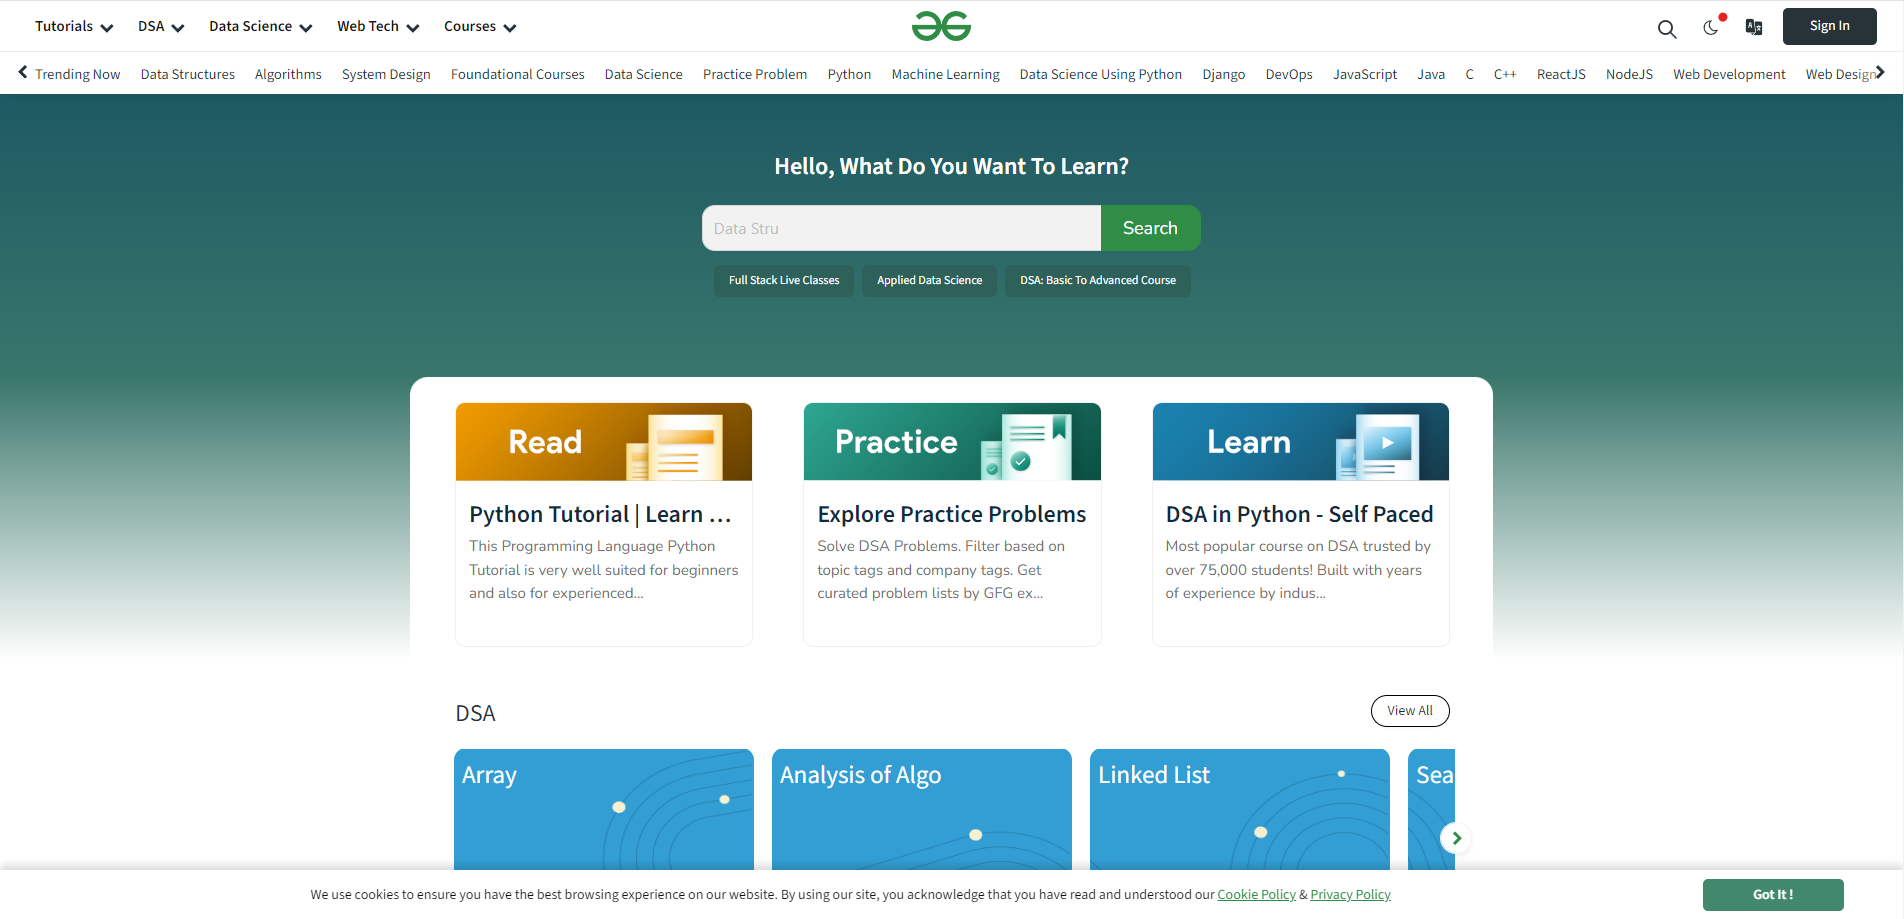 Tutorials DSA Data Science Web Tech Courses Sign In
Trending Now Data Structures Algorithms System Design Foundational Courses Data Science Practice Problem Python Machine Learning Data Science Using Python Django DevOps JavaScript Java C C++ ReactJS NodeJS Web Development Web Design
Hello, What Do You Want To Learn?
Data Stru Search
Full Stack Live Classes Applied Data Science DSA: Basic To Advanced Course
Read
Python Tutorial | Learn ...
This Programming Language Python
Tutorial is very well suited for beginners
and also for experienced...
Practice
Explore Practice Problems
Solve DSA Problems. Filter based on
topic tags and company tags. Get
curated problem lists by GFG ex...
Learn
DSA in Python - Self Paced
Most popular course on DSA trusted by
over 75,000 students! Built with years
of experience by indus...
DSA View All
Array Analysis of Algo Linked List Sea
We use cookies to ensure you have the best browsing experience on our website. By using our site, you acknowledge that you have read and understood our Cookie Policy & Privacy Policy Got It !